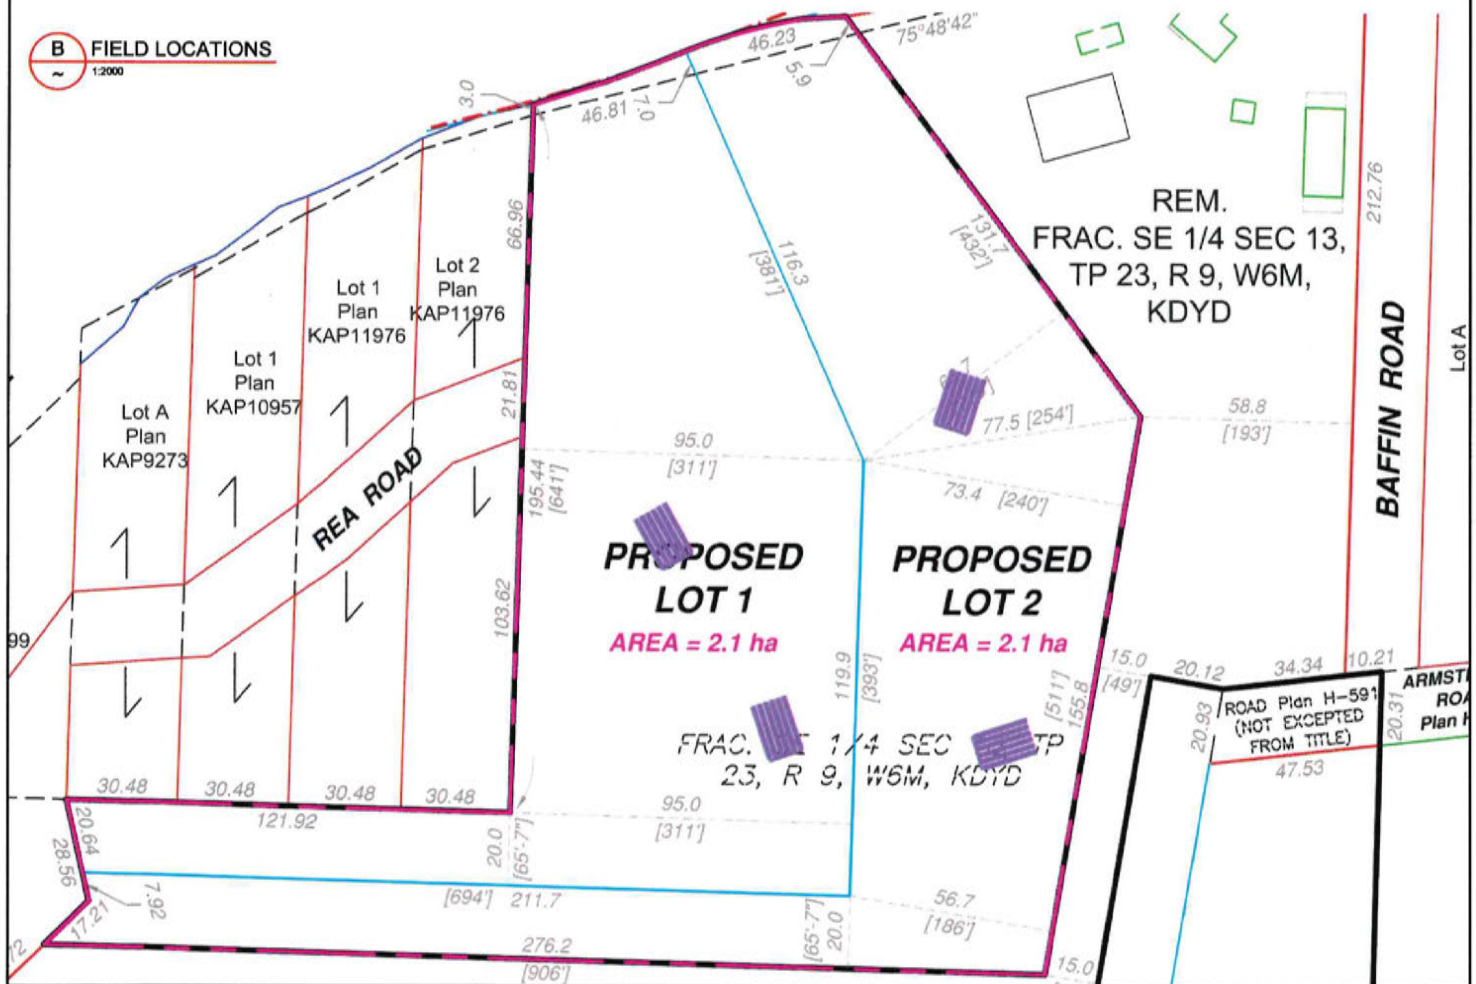 B
~
FIELD LOCATIONS
1:2000
3.0
46.81
7.0
46.23
5.9
75°48'42"
66.96
116.3
[381']
131.7
[432']
212.76
REM.
FRAC. SE 1/4 SEC 13,
TP 23, R 9, W6M,
KDYD
BAFFIN ROAD
Lot A
Lot 2
Plan
KAP11976
Lot 1
Plan
KAP11976
Lot 1
Plan
KAP10957
Lot A
Plan
KAP9273
REA ROAD
21.81
195.44
[641']
103.62
95.0
[311']
77.5 [254']
73.4 [240']
58.8
[193']
PROPOSED
LOT 1
AREA = 2.1 ha
PROPOSED
LOT 2
AREA = 2.1 ha
119.9
[393']
[511']
155.8
FRAC. E 1/4 SEC TP
23, R 9, W6M, KDYD
99
15.0
[49']
20.12
34.34
10.21
ARMST
ROA
Plan H
ROAD Plan H-591
(NOT EXCEPTED
FROM TITLE)
20.93
20.31
47.53
30.48
30.48
30.48
30.48
121.92
20.64
28.56
7.92
17.21
72
20.0
[65'-7"]
95.0
[311']
[694'] 211.7
56.7
[186']
[65'-7"]
20.0
276.2
[906']
15.0